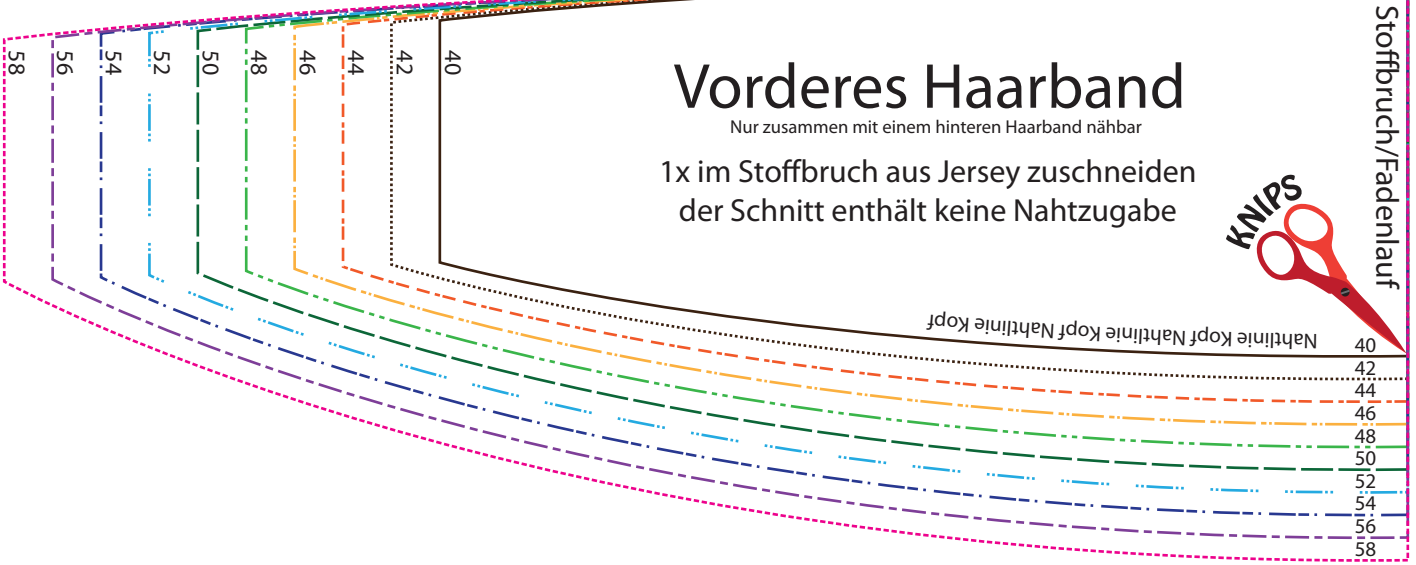 Vorderes Haarband
Nur zusammen mit einem hinteren Haarband nähbar
1x im Stoffbruch aus Jersey zuschneiden
der Schnitt enthält keine Nahtzugabe
KNIPS
Stoffbruch/Fadenlauf
58
56
54
52
50
48
46
44
42
40
Nahtlinie Kopf Nahtlinie Kopf Nahtlinie Kopf
40
42
44
46
48
50
52
54
56
58